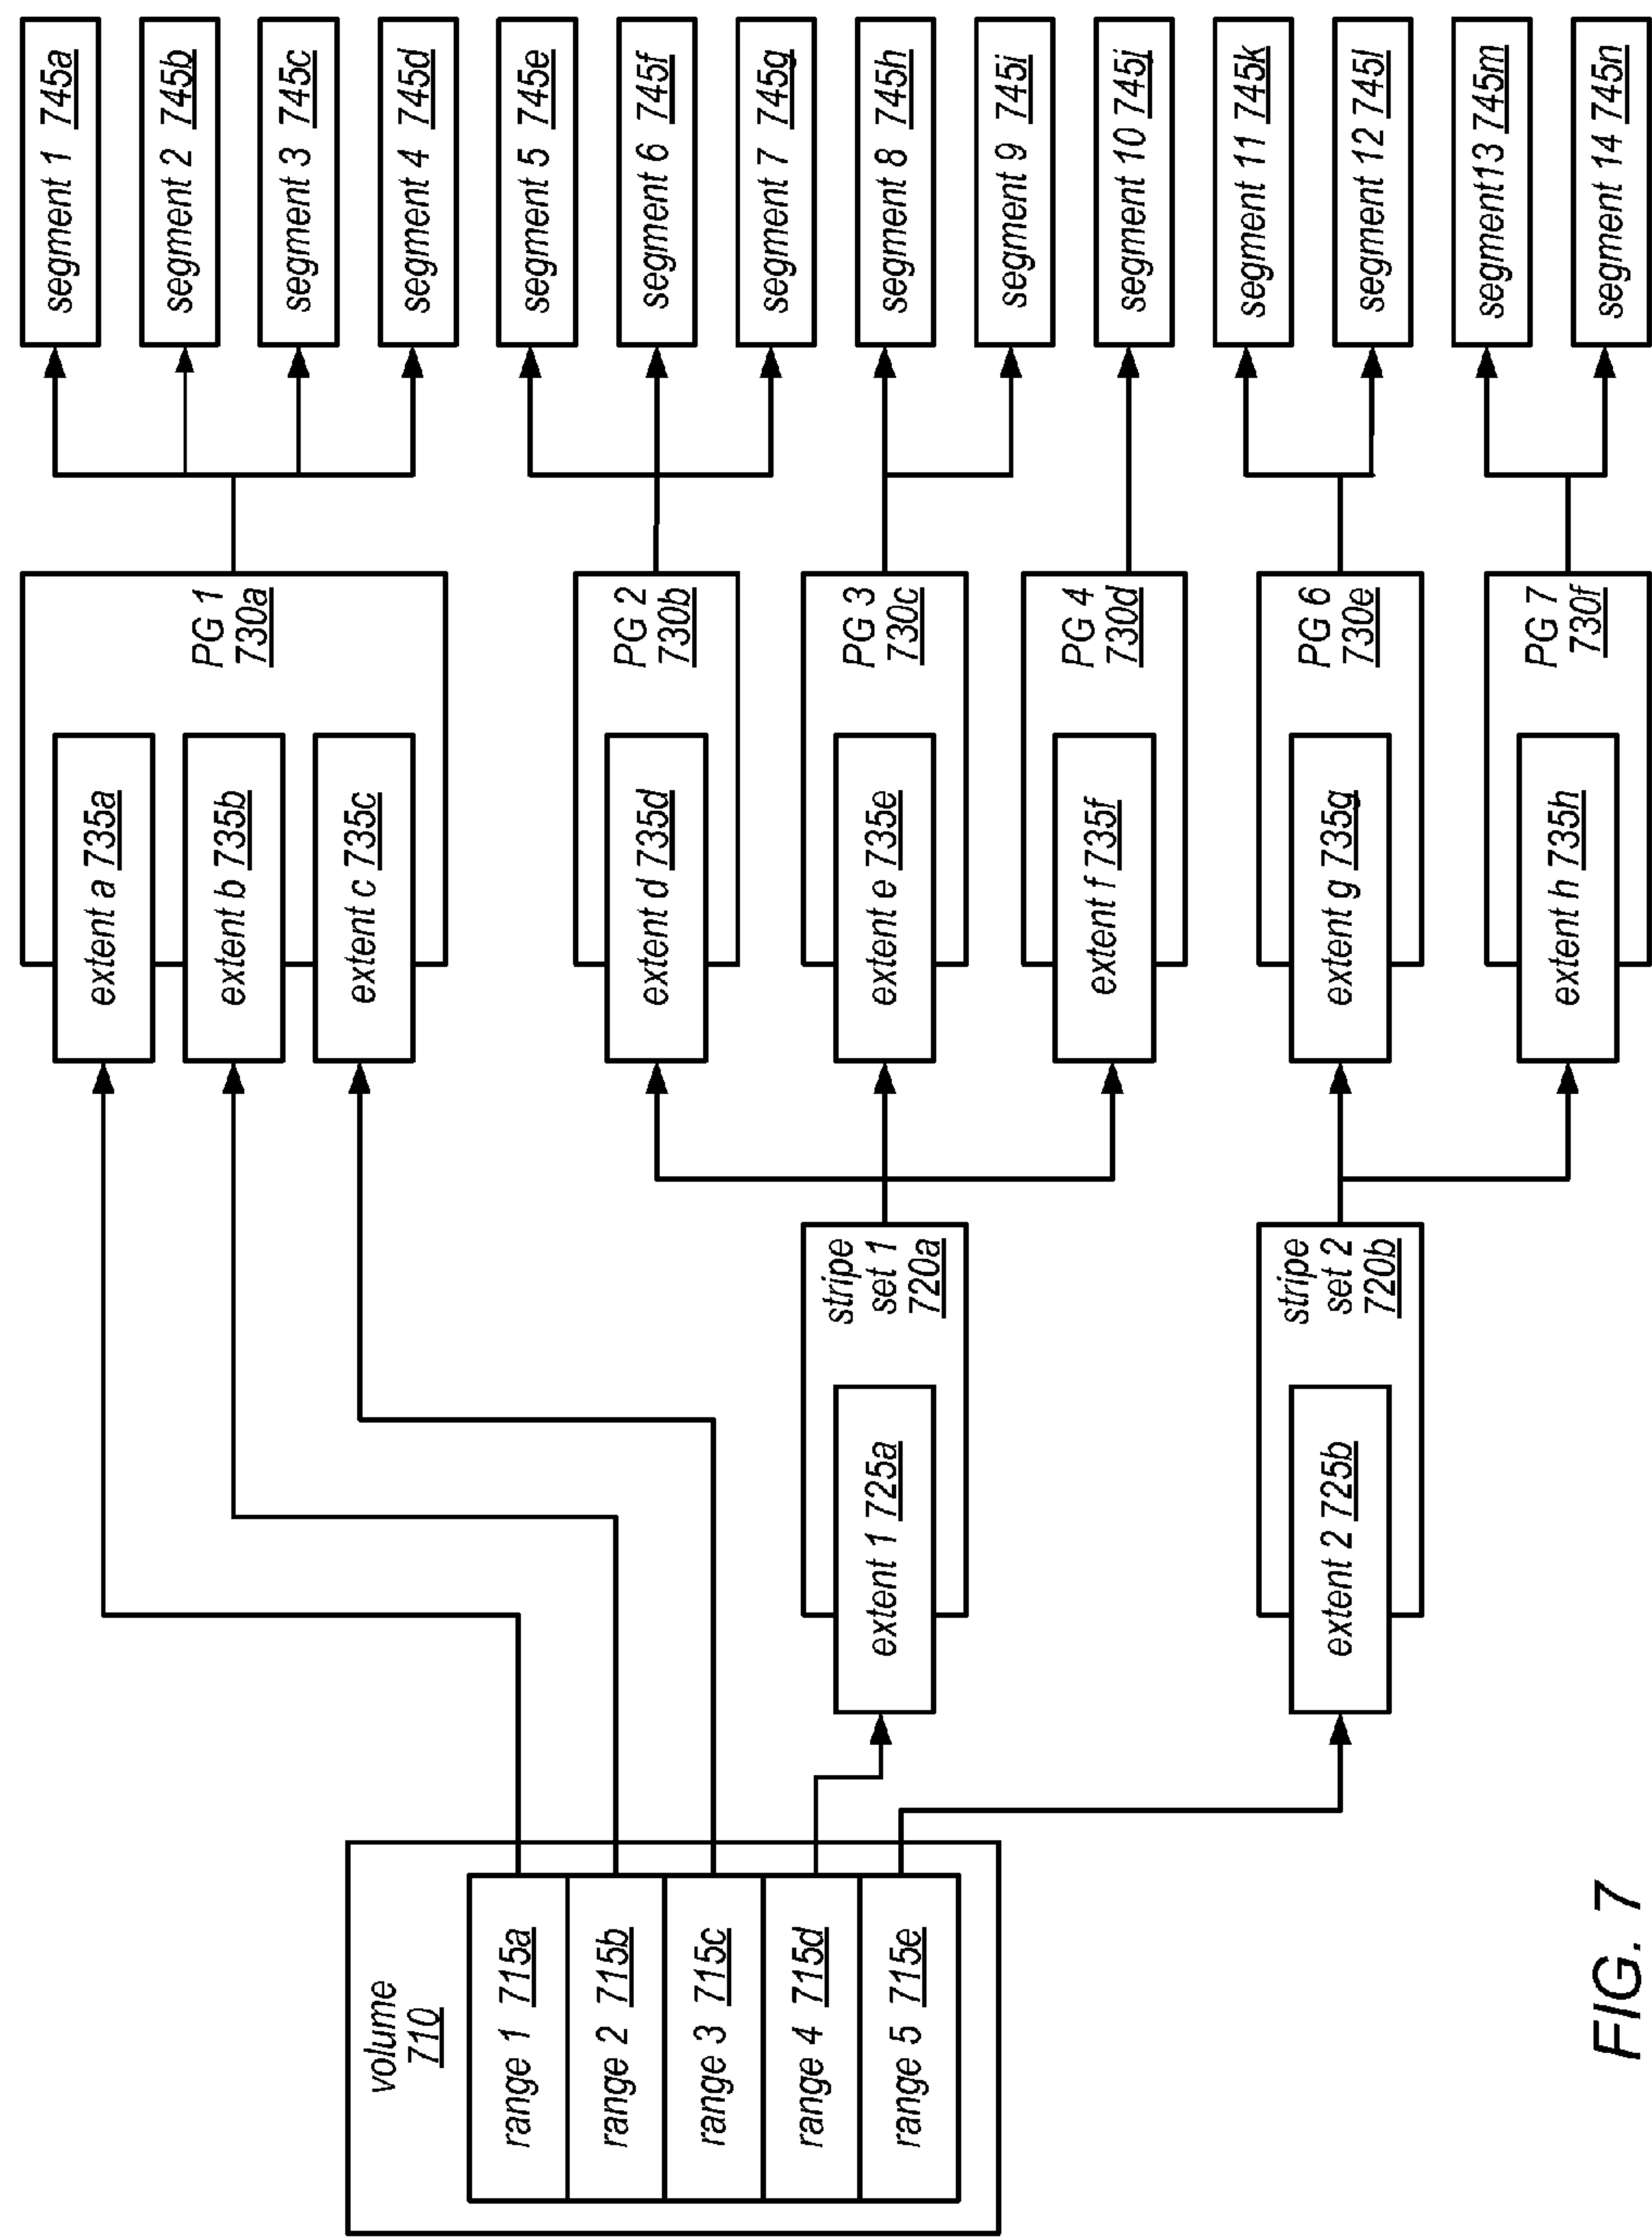 volume
710
range 1 715a
range 2 715b
range 3 715c
range 4 715d
range 5 715e
extent 1 725a
stripe
set 1
720a
extent 2 725b
stripe
set 2
720b
extent a 735a
extent b 735b
extent c 735c
PG 1
730a
extent d 735d
PG 2
730b
extent e 735e
PG 3
730c
extent f 735f
PG 4
730d
extent g 735g
PG 6
730e
extent h 735h
PG 7
730f
segment 1 745a
segment 2 745b
segment 3 745c
segment 4 745d
segment 5 745e
segment 6 745f
segment 7 745g
segment 8 745h
segment 9 745i
segment 10 745j
segment 11 745k
segment 12 745l
segment13 745m
segment 14 745n
FIG. 7